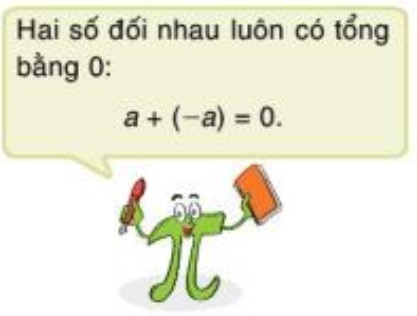 Hai số đối nhau luôn có tổng
bằng 0:
a + (−a) = 0.